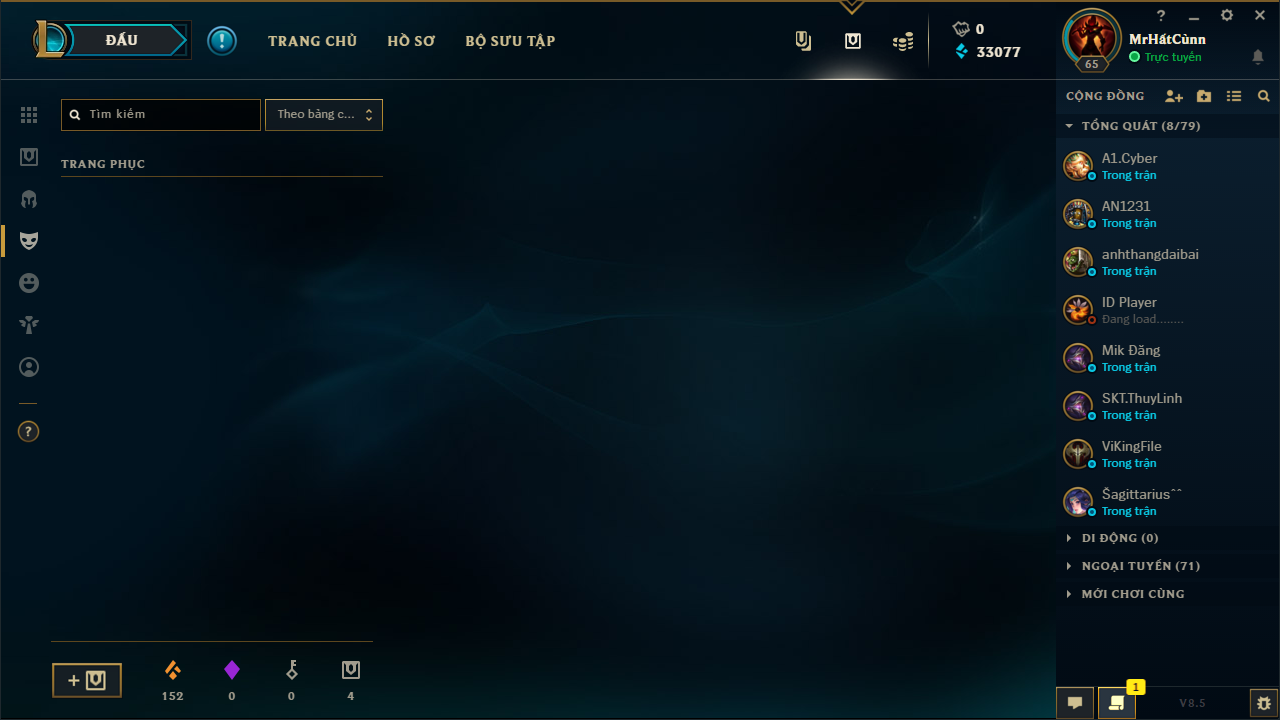 ĐẤU
TRANG CHỦ
HỒ SƠ
BỘ SƯU TẬP
0
33077
65
?
MrHấtCùnn
Trực tuyến
Tìm kiếm
Theo bảng c...
TRANG PHỤC
?
152
0
0
4
CỘNG ĐỒNG
TỔNG QUÁT (8/79)
A1.Cyber
Trong trận
AN1231
Trong trận
anhthangdaibai
Trong trận
ID Player
Đang load........
Mik Đăng
Trong trận
SKT.ThuyLinh
Trong trận
ViKingFile
Trong trận
Šagittariusˆˆ
Trong trận
DI ĐỘNG (0)
NGOẠI TUYẾN (71)
MỚI CHƠI CÙNG
1
V8.5